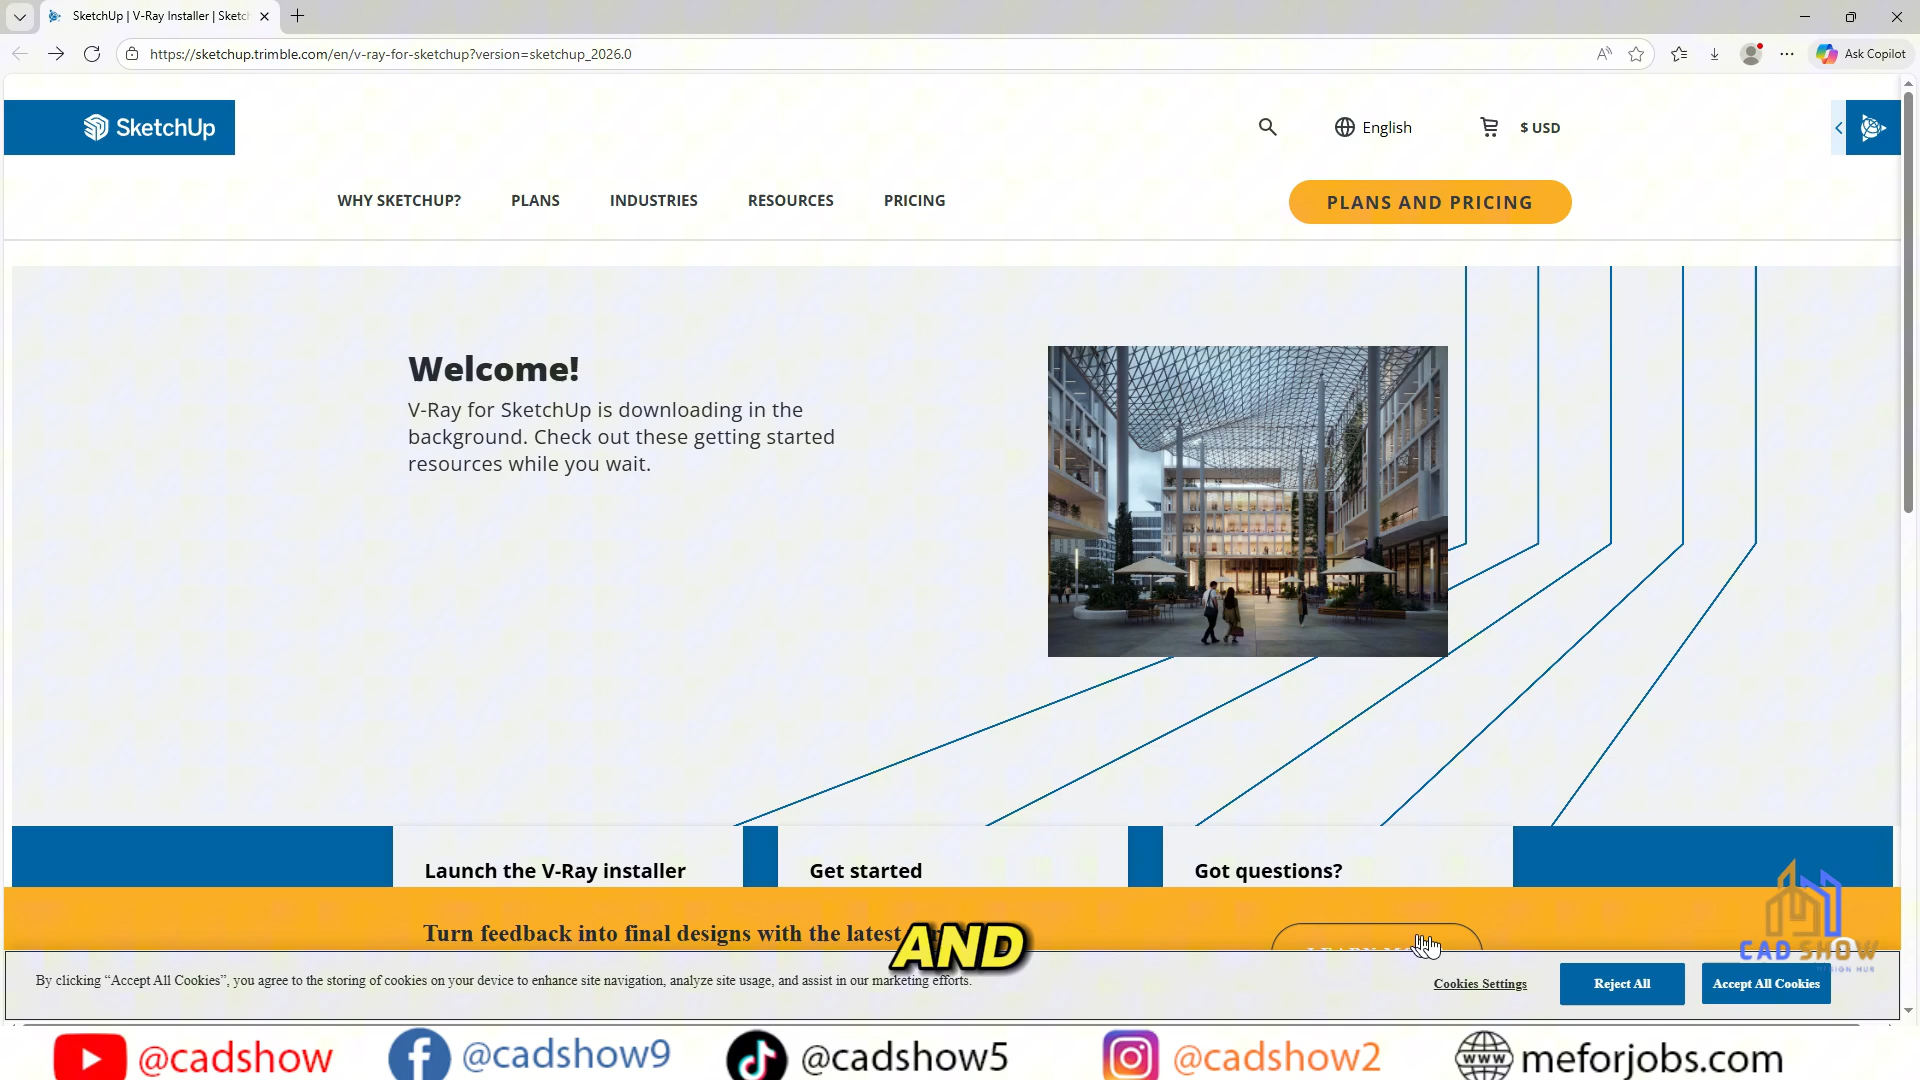 SketchUp | V-Ray Installer | Sketc
https://sketchup.trimble.com/en/v-ray-for-sketchup?version=sketchup_2026.0
Ask Copilot
SketchUp
English
$ USD
WHY SKETCHUP?
PLANS
INDUSTRIES
RESOURCES
PRICING
PLANS AND PRICING
Welcome!
V-Ray for SketchUp is downloading in the
background. Check out these getting started
resources while you wait.
Launch the V-Ray installer
Get started
Got questions?
Turn feedback into final designs with the latest
AND
CAD SHOW
DESIGN HUB
By clicking “Accept All Cookies”, you agree to the storing of cookies on your device to enhance site navigation, analyze site usage, and assist in our marketing efforts.
Cookies Settings
Reject All
Accept All Cookies
@cadshow
@cadshow9
@cadshow5
@cadshow2
www
meforjobs.com